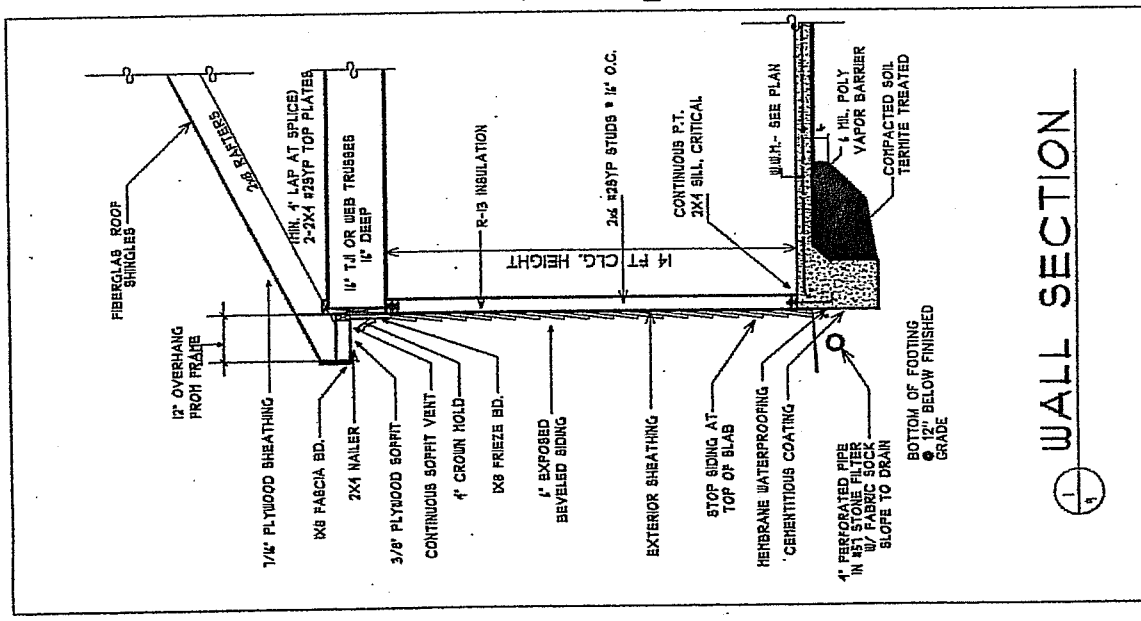 FIBERGLAS ROOF
SHINGLES
2X8 RAFTERS
(MIN. 4' LAP AT SPLICE)
2-2X4 #2SYP TOP PLATES
16" TJI OR WEB TRUSSES
16" DEEP
12" OVERHANG
FROM FRAME
7/16" PLYWOOD SHEATHING
1X8 FASCIA BD.
2X4 NAILER
3/8" PLYWOOD SOFFIT
CONTINUOUS SOFFIT VENT
4" CROWN MOLD
1X8 FRIEZE BD.
6" EXPOSED
BEVELED SIDING
EXTERIOR SHEATHING
STOP SIDING AT
TOP OF SLAB
MEMBRANE WATERPROOFING
CEMENTITIOUS COATING
4" PERFORATED PIPE
IN #57 STONE FILTER
W/ FABRIC SOCK
SLOPE TO DRAIN
BOTTOM OF FOOTING
@ 12" BELOW FINISHED
GRADE
R-13 INSULATION
14 FT CLG. HEIGHT
2x6 #2SYP STUDS @ 16" O.C.
CONTINUOUS P.T.
2X4 SILL, CRITICAL
W.W.M.- SEE PLAN
4"
6 MIL. POLY
VAPOR BARRIER
COMPACTED SOIL
TERMITE TREATED
1
WALL SECTION